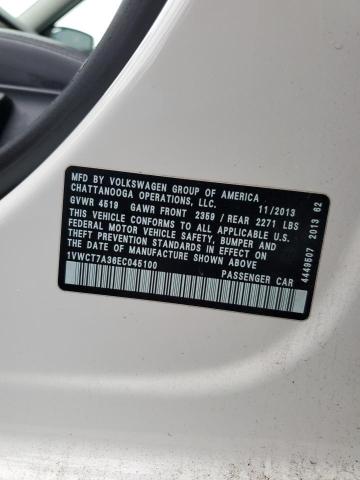 MFD BY VOLKSWAGEN GROUP OF AMERICA
CHATTANOOGA OPERATIONS, LLC. 11/2013
GVWR 4519 GAWR FRONT 2359 / REAR 2271 LBS
THIS VEHICLE CONFORMS TO ALL APPLICABLE U.S.
FEDERAL MOTOR VEHICLE SAFETY, BUMPER AND
THEFT PREVENTION STANDARDS IN EFFECT ON THE
DATE OF MANUFACTURE SHOWN ABOVE
1VWCT7A36EC045100
PASSENGER CAR
4449507 2013 62